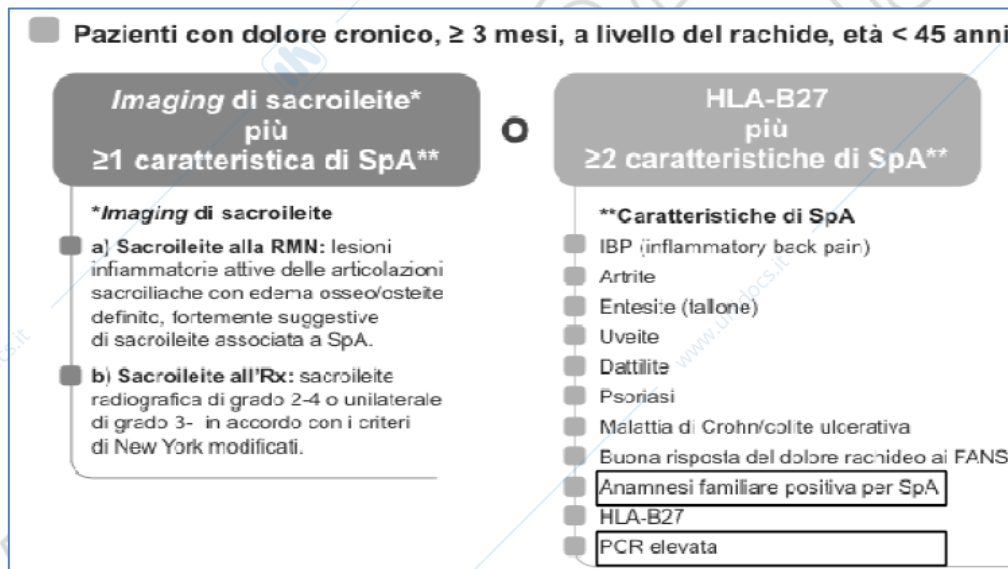 Pazienti con dolore cronico, ≥ 3 mesi, a livello del rachide, età < 45 anni
Imaging di sacroileite*
più
≥1 caratteristica di SpA**
O
HLA-B27
più
≥2 caratteristiche di SpA**
*Imaging di sacroileite
a) Sacroileite alla RMN: lesioni
infiammatorie attive delle articolazioni
sacroiliache con edema osseo/osteite
definito, fortemente suggestive
di sacroileite associata a SpA.
b) Sacroileite all'Rx: sacroileite
radiografica di grado 2-4 o unilaterale
di grado 3- in accordo con i criteri
di New York modificati.
**Caratteristiche di SpA
IBP (inflammatory back pain)
Artrite
Entesite (tallone)
Uveite
Dattilite
Psoriasi
Malattia di Crohn/colite ulcerativa
Buona risposta del dolore rachideo ai FANS
Anamnesi familiare positiva per SpA
HLA-B27
PCR elevata